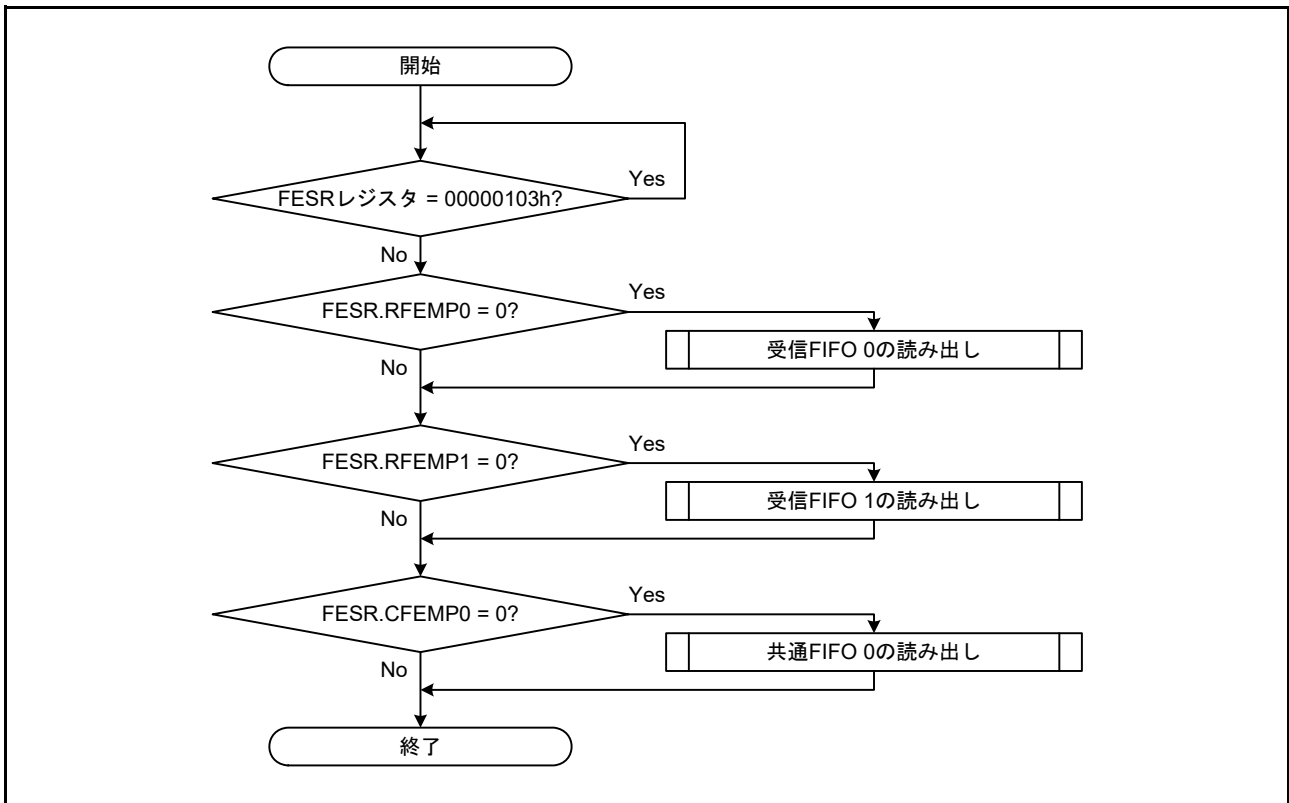 開始
FESRレジスタ = 00000103h?
Yes
No
FESR.RFEMP0 = 0?
Yes
受信FIFO 0の読み出し
No
FESR.RFEMP1 = 0?
Yes
受信FIFO 1の読み出し
No
FESR.CFEMP0 = 0?
Yes
共通FIFO 0の読み出し
No
終了